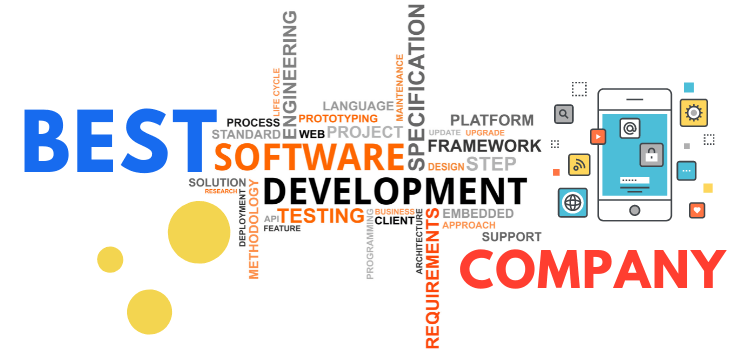 BEST
SOFTWARE
DEVELOPMENT
COMPANY
ENGINEERING
LIFE CYCLE
SPECIFICATION
MAINTENANCE
LANGUAGE
PROTOTYPING
PROCESS
STANDARD
WEB
PROJECT
PLATFORM
UPDATE
UPGRADE
FRAMEWORK
DESIGN
STEP
SOLUTION
RESEARCH
DEPLOYMENT
METHODOLOGY
API
TESTING
FEATURE
PROGRAMMING
BUSINESS
CLIENT
ARCHITECTURE
REQUIREMENTS
EMBEDDED
APPROACH
SUPPORT
@